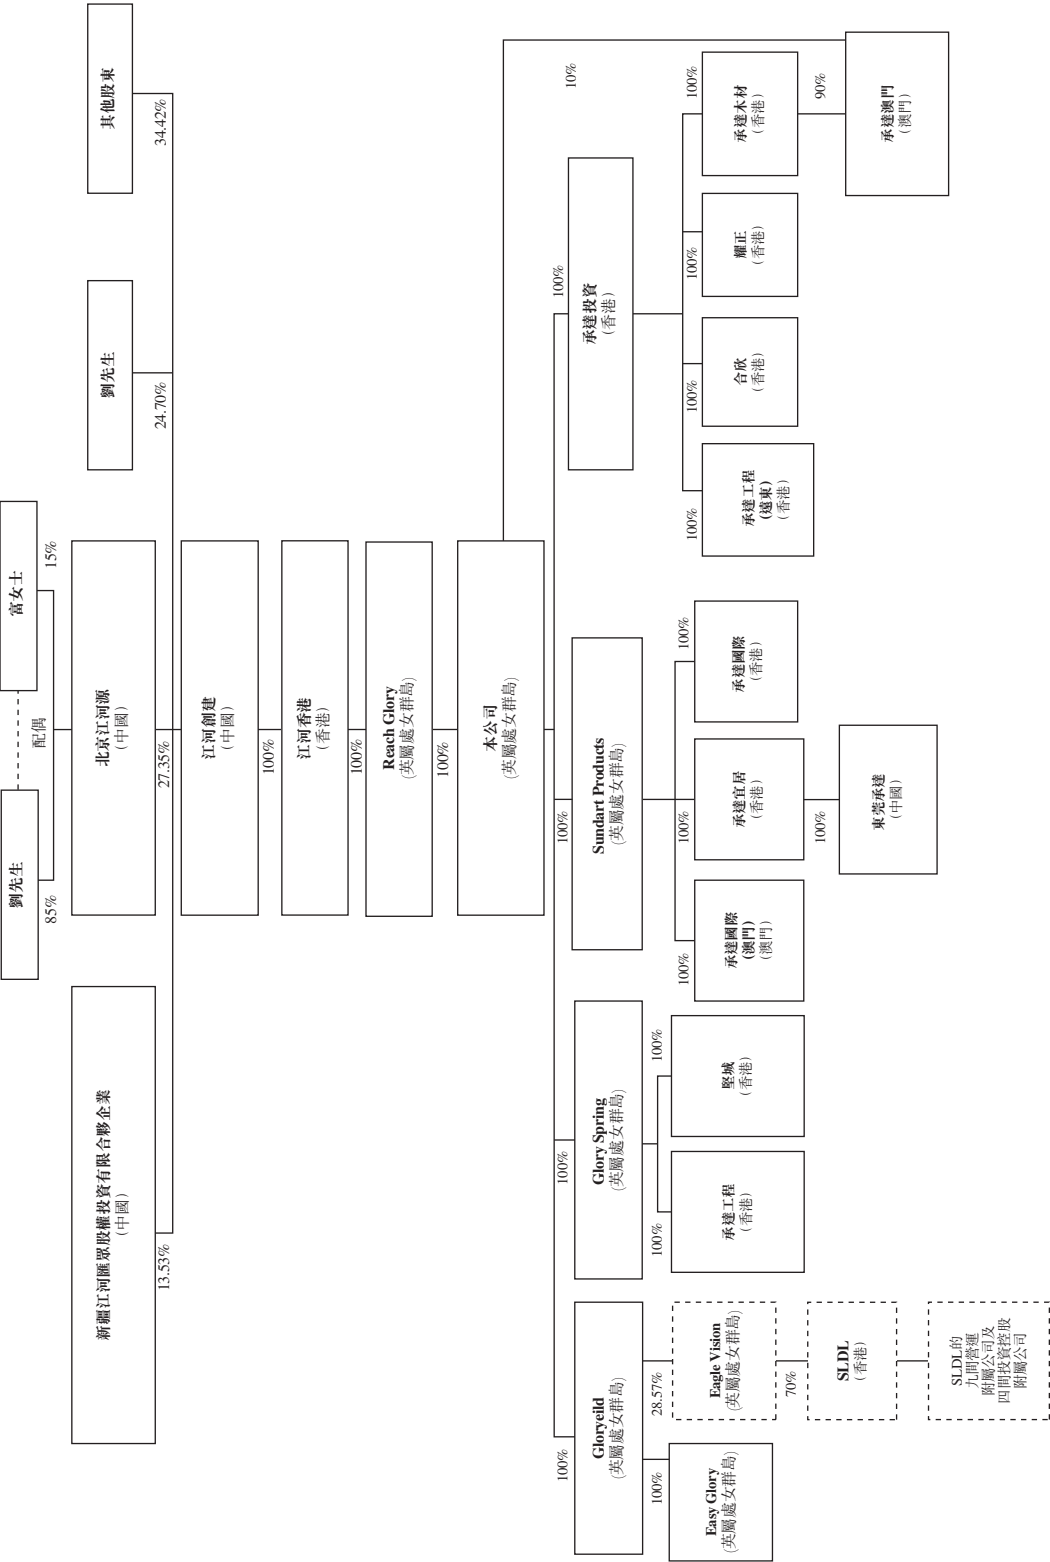 劉先生
富女士
配偶
85%
15%
新疆江河匯眾股權投資有限合夥企業
(中國)
北京江河源
(中國)
劉先生
其他股東
13.53%
27.35%
24.70%
34.42%
江河創建
(中國)
100%
江河香港
(香港)
100%
Reach Glory
(英屬處女群島)
100%
本公司
(英屬處女群島)
100%
100%
100%
100%
10%
Gloryeild
(英屬處女群島)
Glory Spring
(英屬處女群島)
Sundart Products
(英屬處女群島)
承達投資
(香港)
100%
28.57%
100%
100%
100%
100%
100%
100%
100%
100%
100%
Easy Glory
(英屬處女群島)
Eagle Vision
(英屬處女群島)
承達工程
(香港)
堅城
(香港)
承達國際
(澳門)
(澳門)
承達宜居
(香港)
承達國際
(香港)
承達工程
(遠東)
(香港)
合欣
(香港)
耀正
(香港)
承達木材
(香港)
70%
100%
90%
SLDL
(香港)
東莞承達
(中國)
承達澳門
(澳門)
SLDL的
九間營運
附屬公司及
四間投資控股
附屬公司